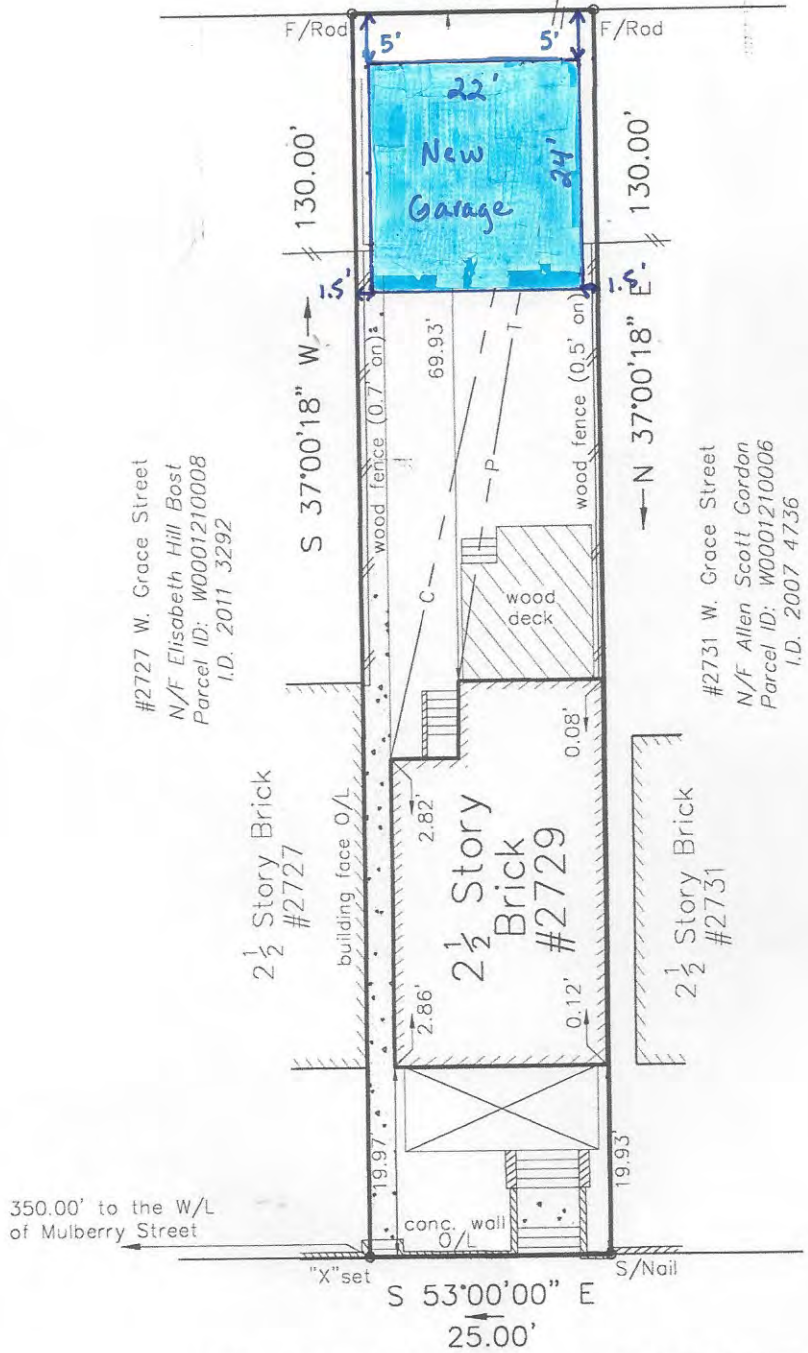 F/Rod
F/Rod
5'
5'
22'
New
Garage
24'
130.00'
130.00'
1.5'
1.5'
S 37°00'18" W
N 37°00'18" E
wood fence (0.7' on)
69.93'
C
T
P
wood fence (0.5' on)
#2727 W. Grace Street
N/F Elisabeth Hill Bost
Parcel ID: W0001210008
I.D. 2011 3292
#2731 W. Grace Street
N/F Allen Scott Gordon
Parcel ID: W0001210006
I.D. 2007 4736
wood
deck
0.08'
2.82'
2½ Story Brick
#2727
building face O/L
2½ Story
Brick
#2729
2½ Story Brick
#2731
2.86'
0.12'
19.97'
19.93'
350.00' to the W/L
of Mulberry Street
conc. wall
O/L
"X"set
S/Nail
S 53°00'00" E
25.00'